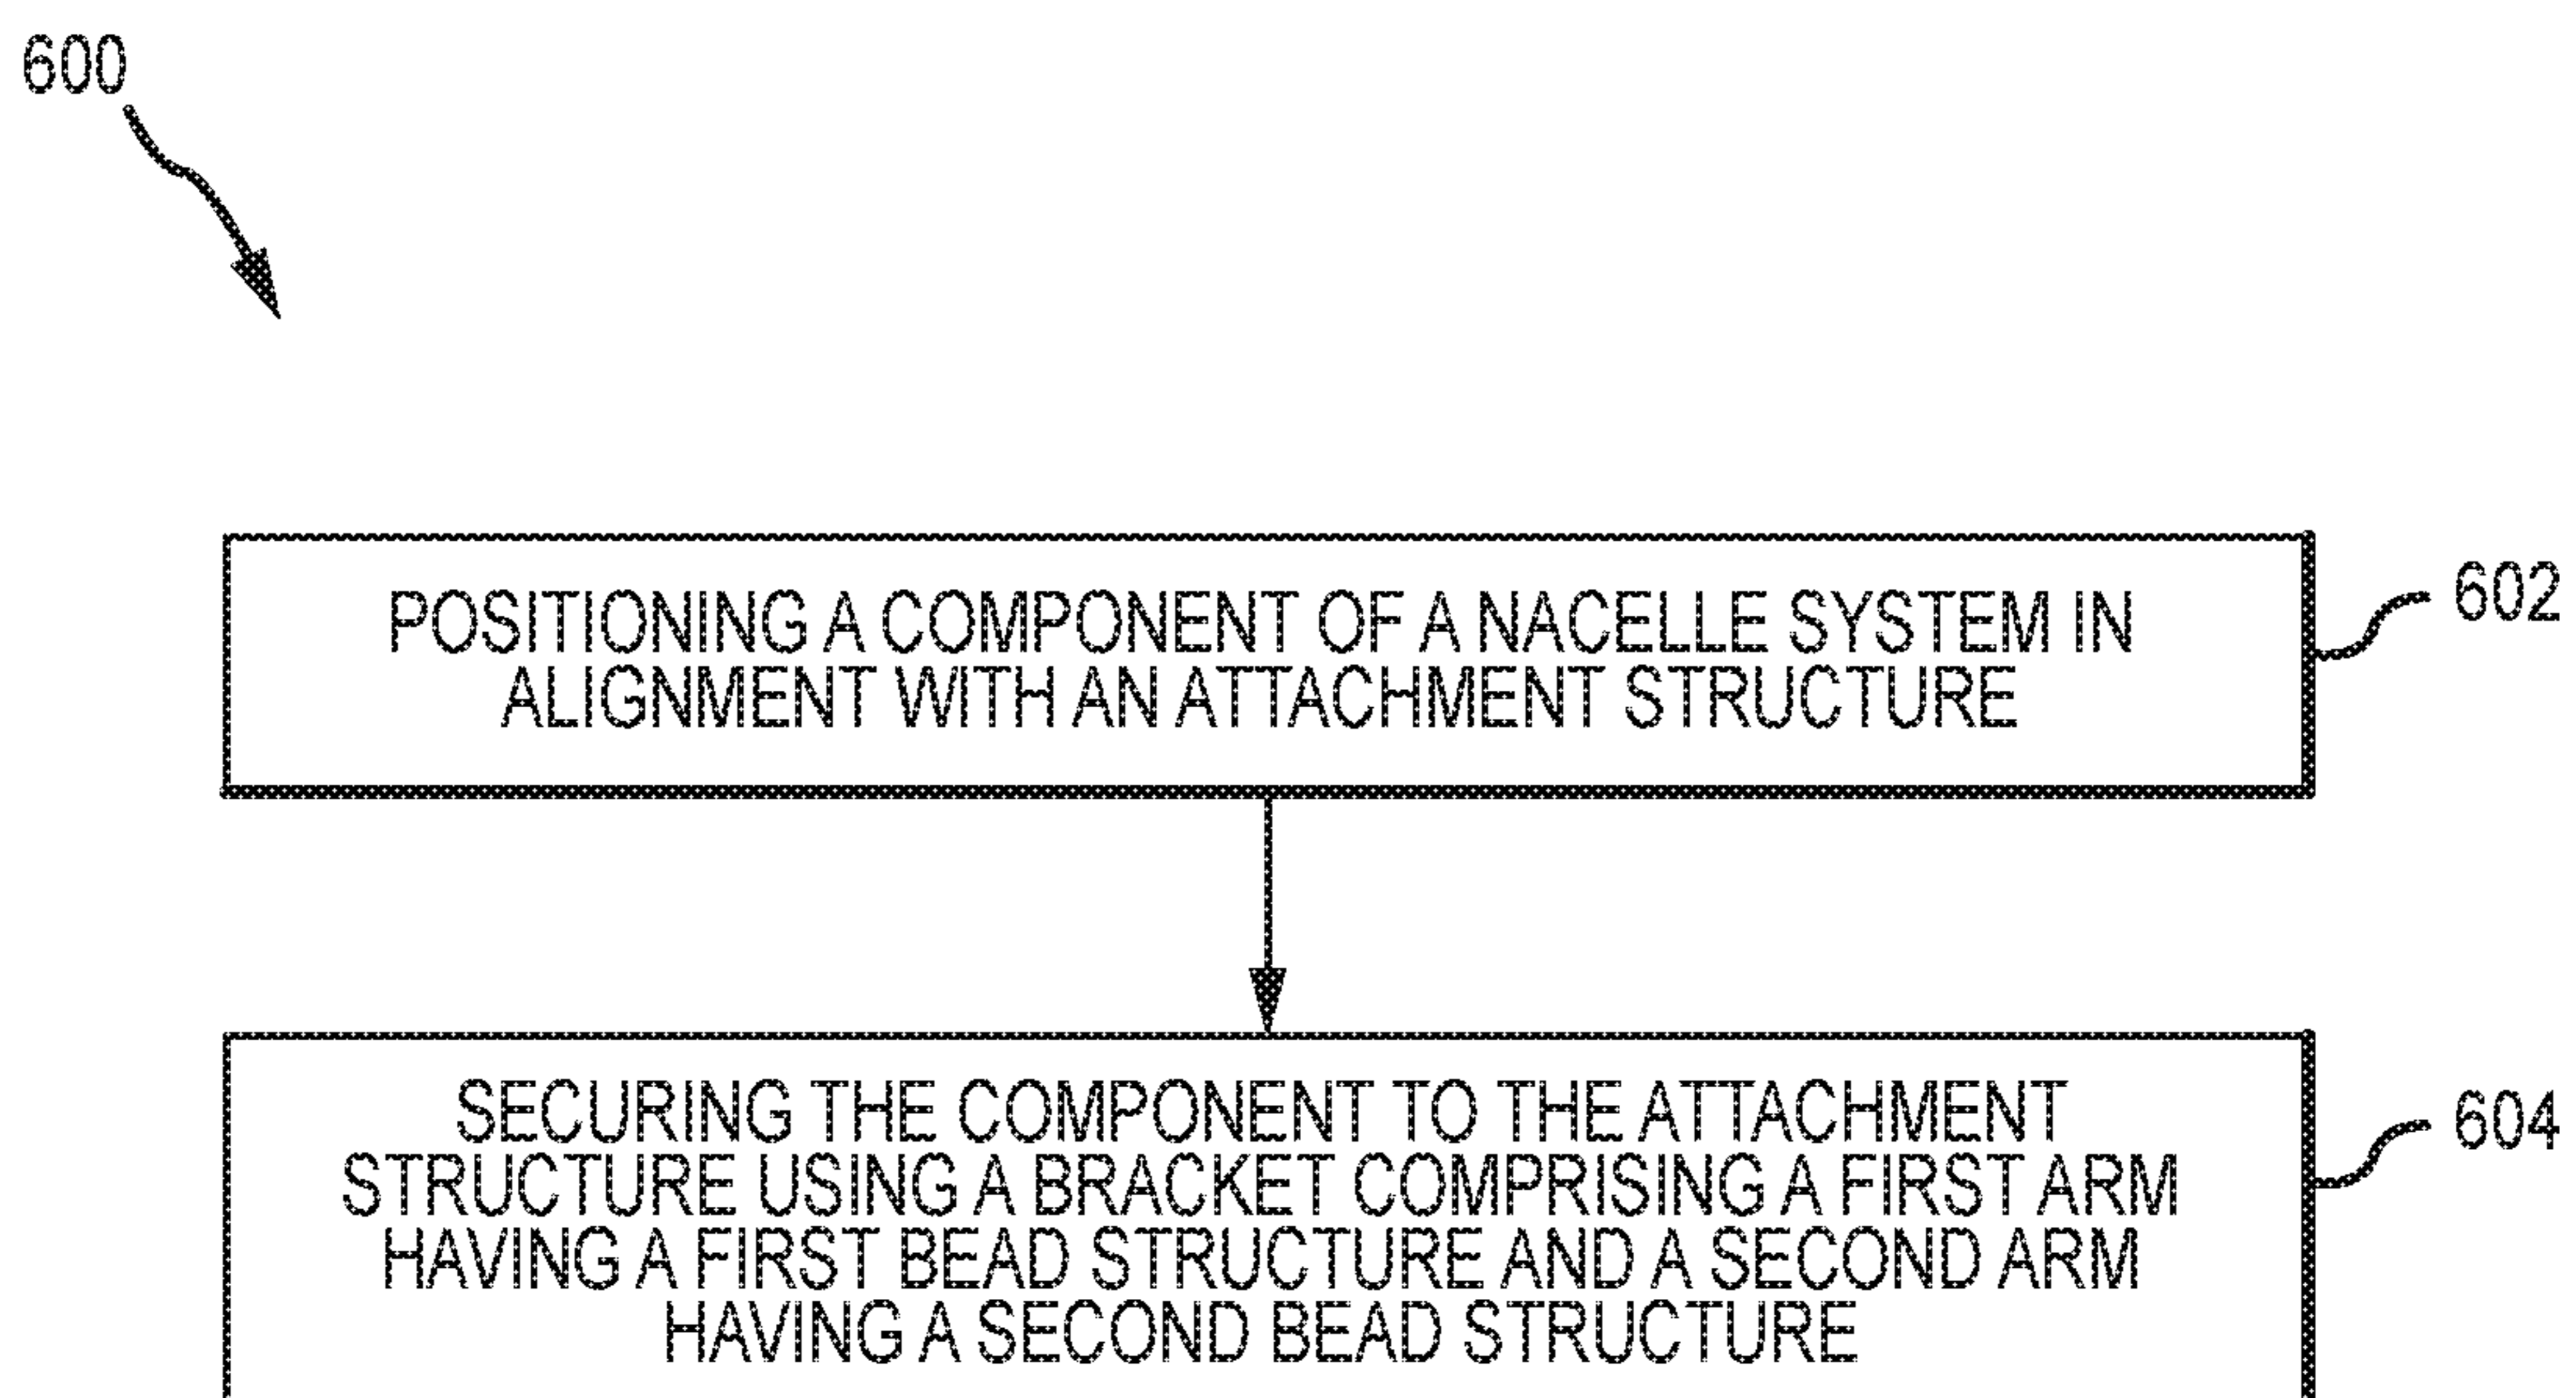 600
POSITIONING A COMPONENT OF A NACELLE SYSTEM IN
ALIGNMENT WITH AN ATTACHMENT STRUCTURE
602
SECURING THE COMPONENT TO THE ATTACHMENT
STRUCTURE USING A BRACKET COMPRISING A FIRST ARM
HAVING A FIRST BEAD STRUCTURE AND A SECOND ARM
HAVING A SECOND BEAD STRUCTURE
604